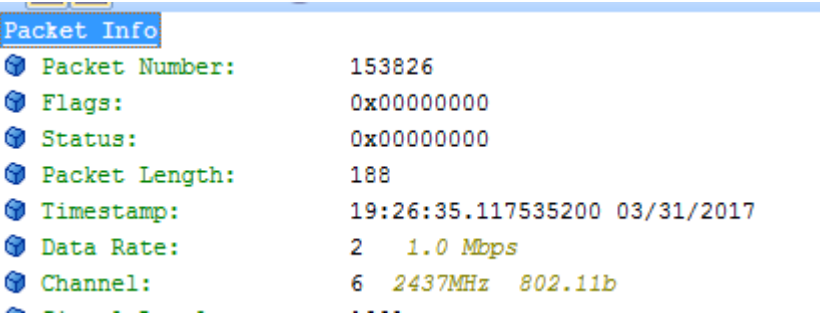 Packet Info
Packet Number: 153826
Flags: 0x00000000
Status: 0x00000000
Packet Length: 188
Timestamp: 19:26:35.117535200 03/31/2017
Data Rate: 2 1.0 Mbps
Channel: 6 2437MHz 802.11b